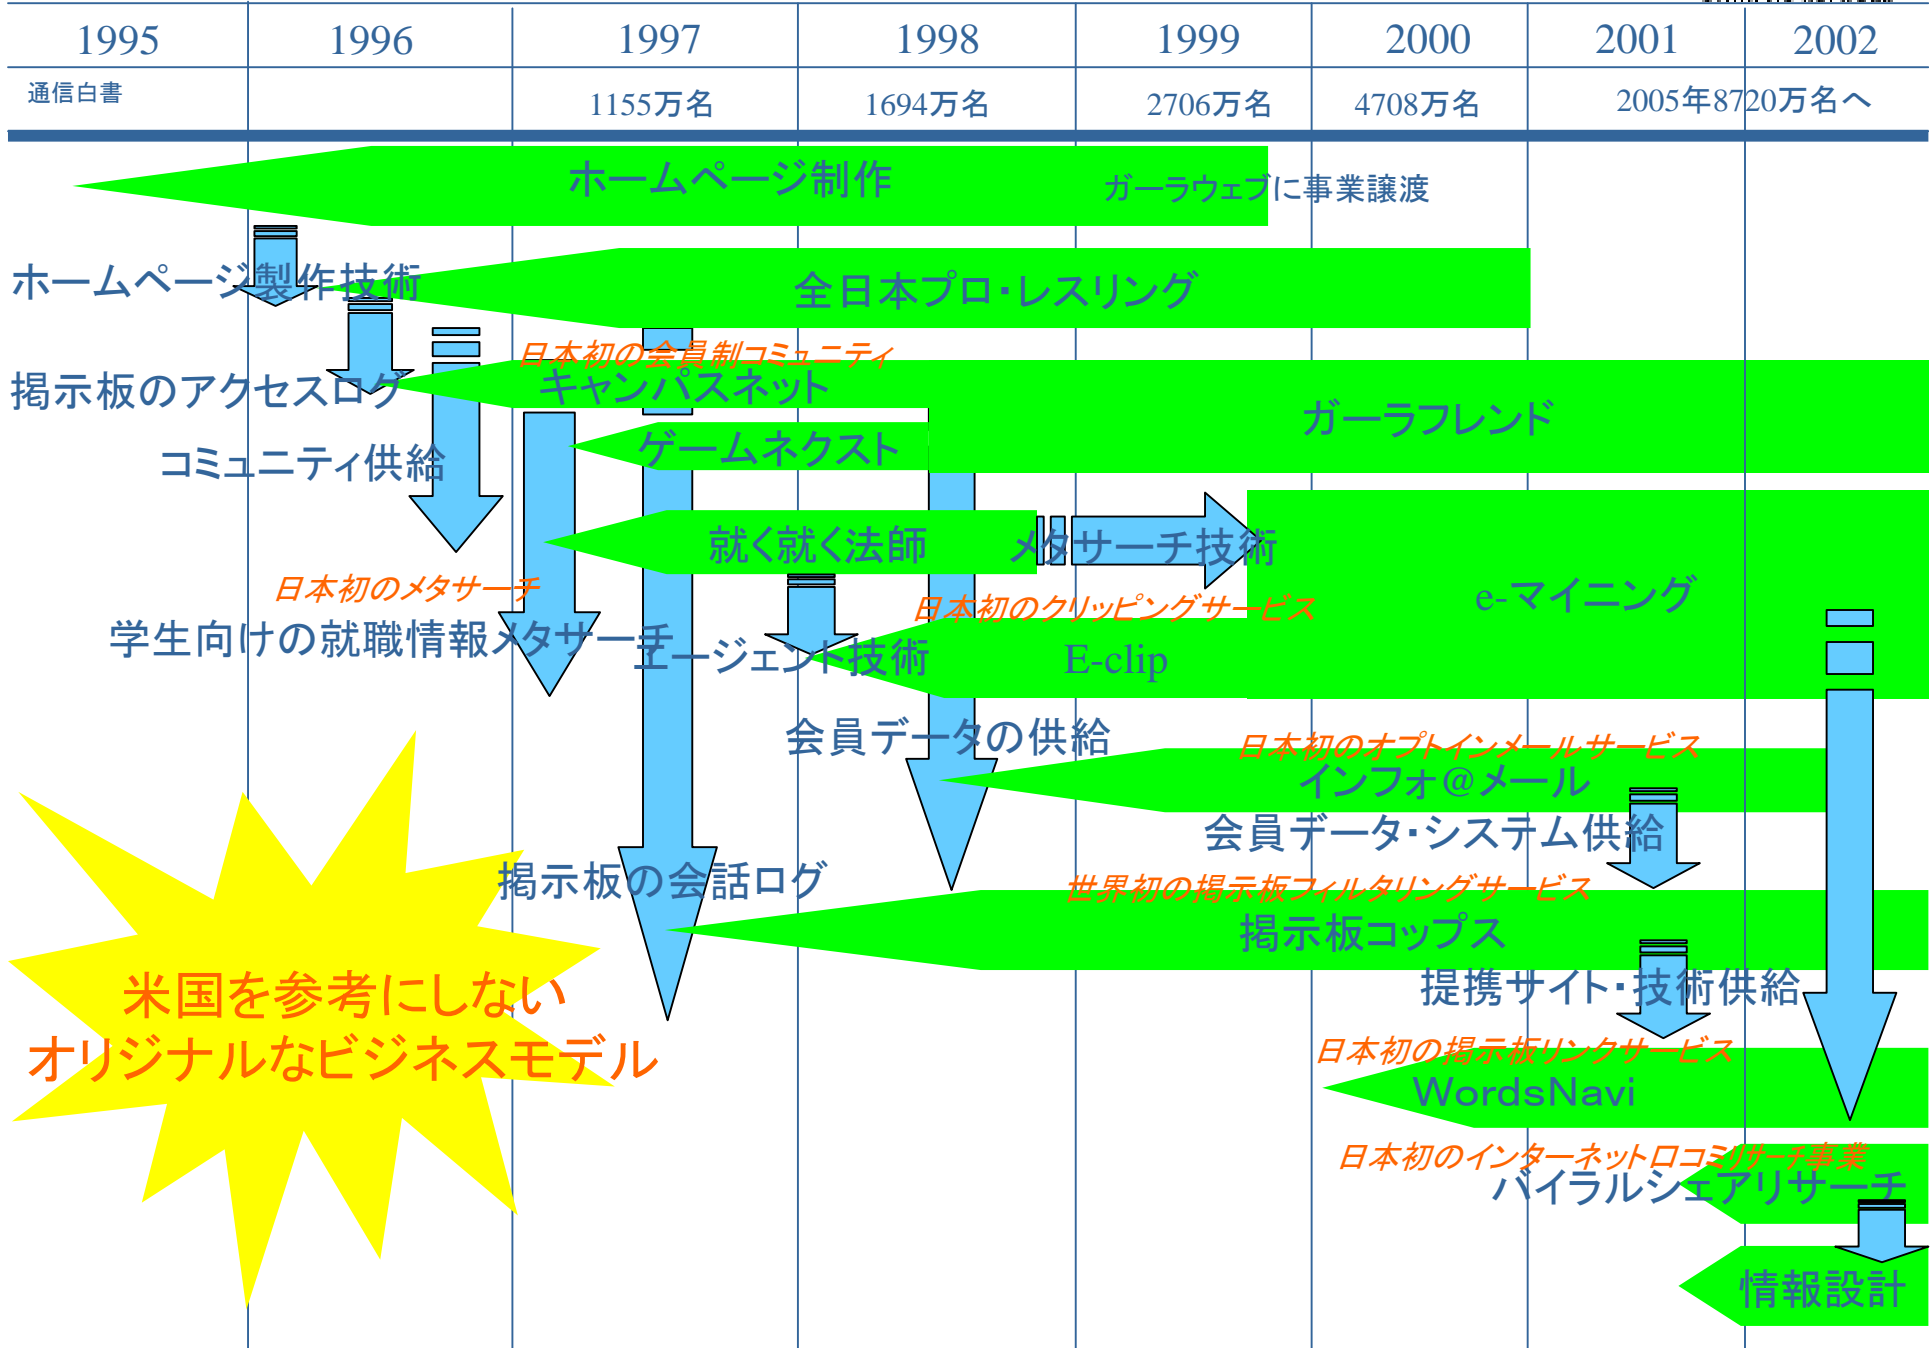 1995 1996 1997 1998 1999 2000 2001 2002
通信白書 1155万名 1694万名 2706万名 4708万名 2005年8720万名へ
ホームページ制作
ガーラウェブに事業譲渡
ホームページ製作技術
全日本プロ・レスリング
日本初の会員制コミュニティ
掲示板のアクセスログ
キャンパスネット
ガーラフレンド
ゲームネクスト
コミュニティ供給
就く就く法師
メタサーチ技術
日本初のメタサーチ
日本初のクリッピングサービス
e-マイニング
学生向けの就職情報メタサーチ
エージェント技術
E-clip
会員データの供給
日本初のオプトインメールサービス
インフォ@メール
会員データ・システム供給
掲示板の会話ログ
世界初の掲示板フィルタリングサービス
掲示板コップス
米国を参考にしない
オリジナルなビジネスモデル
提携サイト・技術供給
日本初の掲示板リンクサービス
WordsNavi
日本初のインターネット口コミリサーチ事業
バイラルシェアリサーチ
情報設計